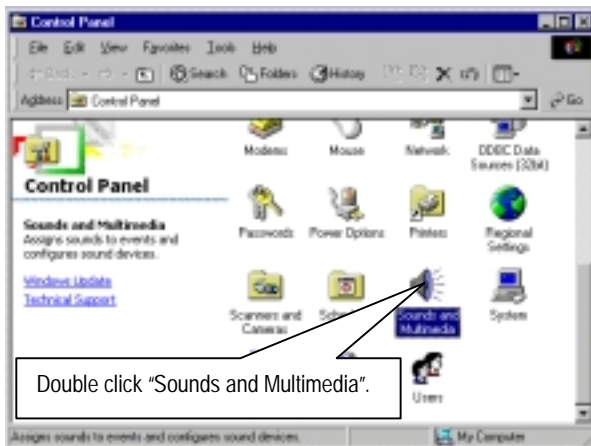 Control Panel
File Edit View Favorites Tools Help
Search Folders History
Address Control Panel Go
Modems Mouse Network ODBC Data
Sources (32bit)
Control Panel
Sounds and Multimedia
Assigns sounds to events and
configures sound devices.
Windows Update
Technical Support
Passwords Power Options Printers Regional
Settings
Scanners and
Cameras
Sounds and
Multimedia
System
Users
Double click “Sounds and Multimedia”.
Assigns sounds to events and configures sound devices. My Computer